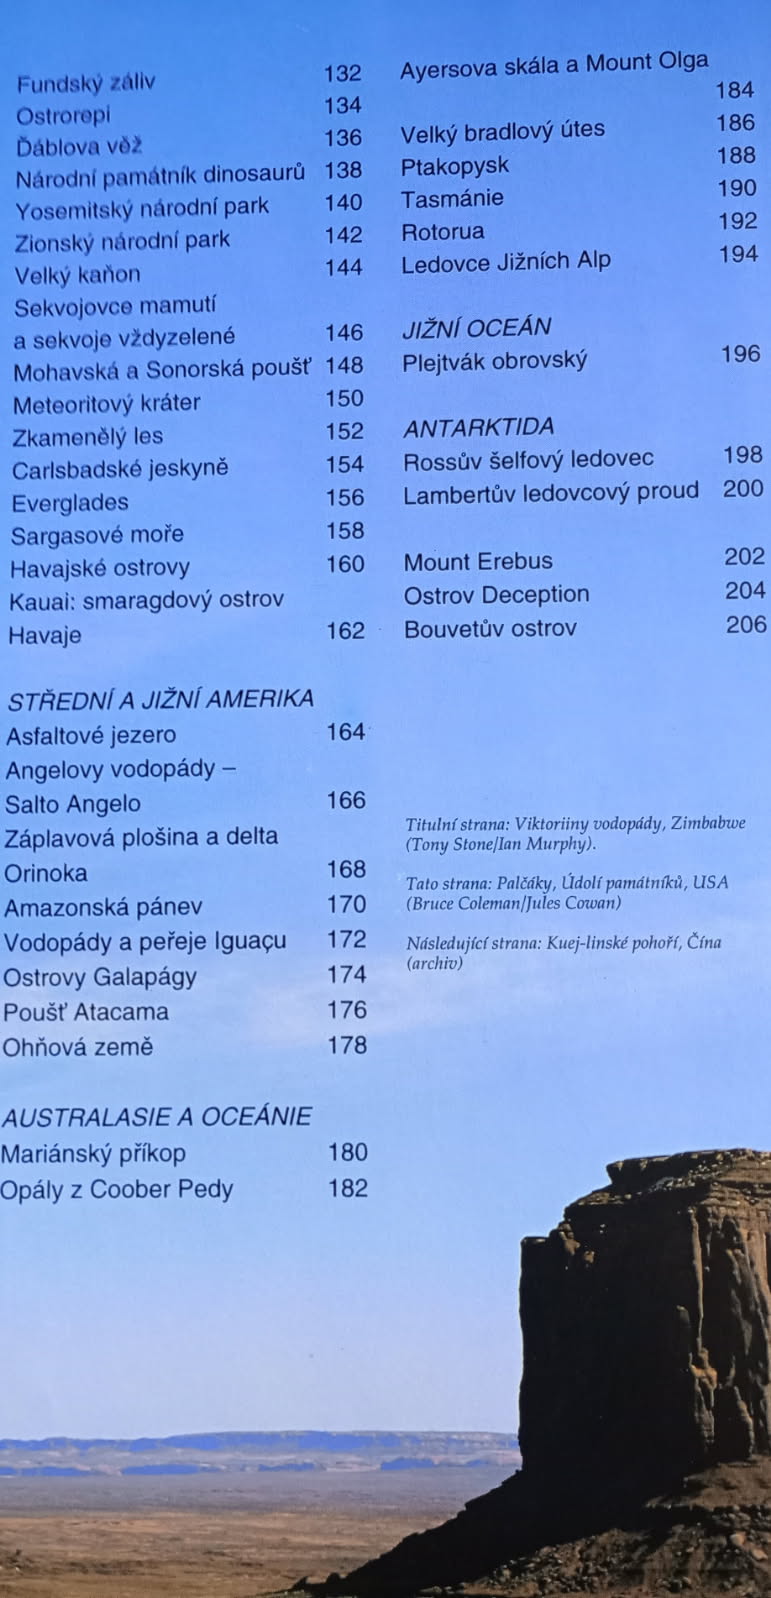 Fundský záliv 132
Ostrorepi 134
Ďáblova věž 136
Národní památník dinosaurů 138
Yosemitský národní park 140
Zionský národní park 142
Velký kaňon 144
Sekvojovce mamutí
a sekvoje vždyzelené 146
Mohavská a Sonorská poušť 148
Meteoritový kráter 150
Zkamenělý les 152
Carlsbadské jeskyně 154
Everglades 156
Sargasové moře 158
Havajské ostrovy 160
Kauai: smaragdový ostrov
Havaje 162
STŘEDNÍ A JIŽNÍ AMERIKA
Asfaltové jezero 164
Angelovy vodopády –
Salto Angelo 166
Záplavová plošina a delta
Orinoka 168
Amazonská pánev 170
Vodopády a peřeje Iguaçu 172
Ostrovy Galapágy 174
Poušť Atacama 176
Ohňová země 178
AUSTRALASIE A OCEÁNIE
Mariánský příkop 180
Opály z Coober Pedy 182
Ayersova skála a Mount Olga
184
Velký bradlový útes 186
Ptakopysk 188
Tasmánie 190
Rotorua 192
Ledovce Jižních Alp 194
JIŽNÍ OCEÁN
Plejtvák obrovský 196
ANTARKTIDA
Rossův šelfový ledovec 198
Lambertův ledovcový proud 200
Mount Erebus 202
Ostrov Deception 204
Bouvetův ostrov 206
Titulní strana: Viktoriiny vodopády, Zimbabwe
(Tony Stone/Ian Murphy).
Tato strana: Palčáky, Údolí památníků, USA
(Bruce Coleman/Jules Cowan)
Následující strana: Kuej-linské pohoří, Čína
(archiv)